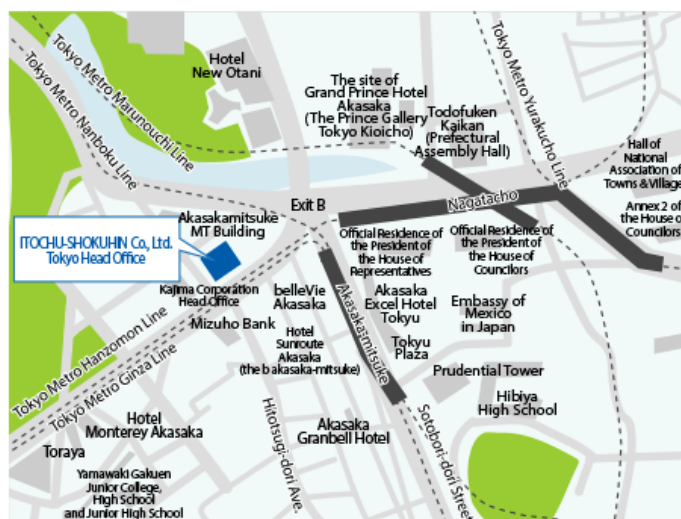 Tokyo Metro Marunouchi Line
Tokyo Metro Nanboku Line
Hotel
New Otani
The site of
Grand Prince Hotel
Akasaka
(The Prince Gallery
Tokyo Kioicho)
Todofuken
Kaikan
(Prefectural
Assembly Hall)
Tokyo Metro Yurakucho Line
Hall of
National
Association of
Towns & Village
Annex 2 of
the House of
Councilors
Nagatacho
Exit B
Akasakamitsuke
MT Building
ITOCHU-SHOKUHIN Co., Ltd.
Tokyo Head Office
Official Residence of
the President of
the House of
Representatives
Official Residence of
the President of
the House of
Councilors
Kajima Corporation
Head Office
Mizuho Bank
belleVie
Akasaka
Akasaka-mitsuke
Akasaka
Excel Hotel
Tokyu
Embassy of
Mexico
in Japan
Hotel
Sunroute
Akasaka
(the b akasaka-mitsuke)
Tokyu
Plaza
Prudential Tower
Hibiya
High School
Tokyo Metro Hanzomon Line
Tokyo Metro Ginza Line
Hotel
Monterey Akasaka
Hitotsugi-dori Ave.
Akasaka
Granbell Hotel
Sotobori-dori Street
Toraya
Yamawaki Gakuen
Junior College,
High School
and Junior High School